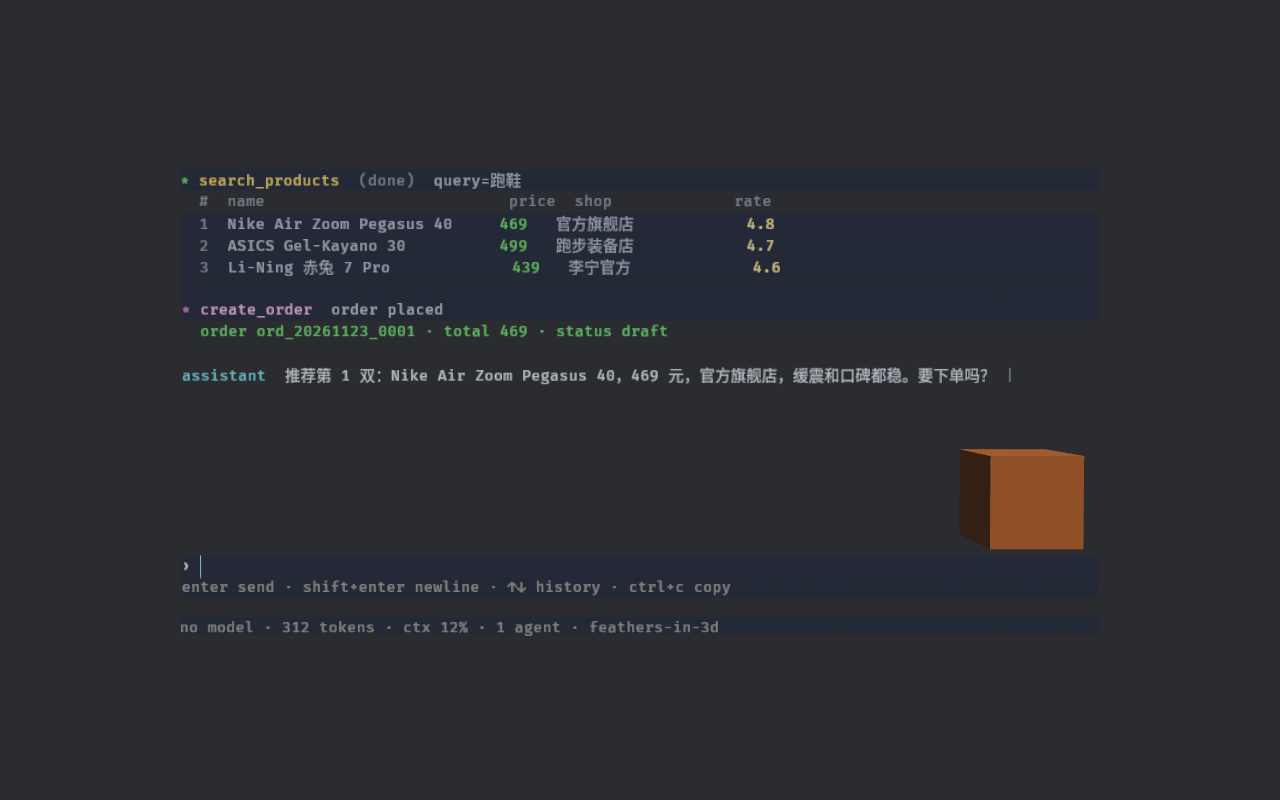 * search_products (done) query=跑鞋
# name price shop rate
1 Nike Air Zoom Pegasus 40 469 官方旗舰店 4.8
2 ASICS Gel-Kayano 30 499 跑步装备店 4.7
3 Li-Ning 赤兔 7 Pro 439 李宁官方 4.6
* create_order order placed
order ord_20261123_0001 · total 469 · status draft
assistant 推荐第 1 双：Nike Air Zoom Pegasus 40，469 元，官方旗舰店，缓震和口碑都稳。要下单吗？
›
enter send · shift+enter newline · ↑↓ history · ctrl+c copy
no model · 312 tokens · ctx 12% · 1 agent · feathers-in-3d